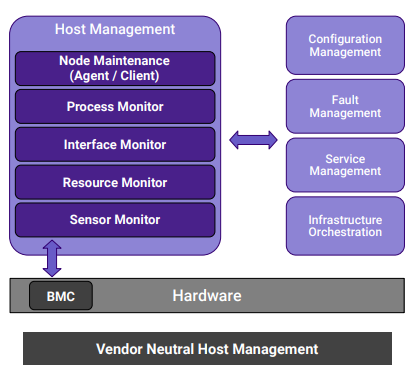 Host Management
Node Maintenance
(Agent / Client)
Process Monitor
Interface Monitor
Resource Monitor
Sensor Monitor
Configuration
Management
Fault
Management
Service
Management
Infrastructure
Orchestration
BMC
Hardware
Vendor Neutral Host Management